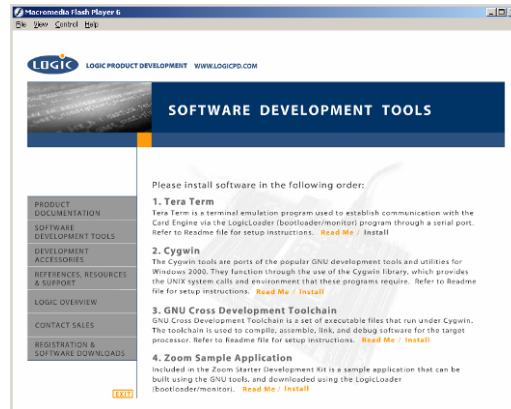 Macromedia Flash Player 6
File View Control Help
LOGIC LOGIC PRODUCT DEVELOPMENT WWW.LOGICPD.COM
SOFTWARE DEVELOPMENT TOOLS
PRODUCT
DOCUMENTATION
SOFTWARE
DEVELOPMENT TOOLS
DEVELOPMENT
ACCESSORIES
REFERENCES, RESOURCES
& SUPPORT
LOGIC OVERVIEW
CONTACT SALES
REGISTRATION &
SOFTWARE DOWNLOADS
EXIT
Please install software in the following order:
1. Tera Term
Tera Term is a terminal emulation program used to establish communication with the
Card Engine via the LogicLoader (bootloader/monitor) program through a serial port.
Refer to Readme file for setup instructions. Read Me / Install
2. Cygwin
The Cygwin tools are ports of the popular GNU development tools and utilities for
Windows 2000. They function through the use of the Cygwin library, which provides
the UNIX system calls and environment that these programs require. Refer to Readme
file for setup instructions. Read Me / Install
3. GNU Cross Development Toolchain
GNU Cross Development Toolchain is a set of executable files that run under Cygwin.
The toolchain is used to compile, assemble, link, and debug software for the target
processor. Refer to Readme file for setup instructions. Read Me / Install
4. Zoom Sample Application
Included in the Zoom Starter Development Kit is a sample application that can be
built using the GNU tools, and downloaded using the LogicLoader
(bootloader/monitor). Read Me / Install